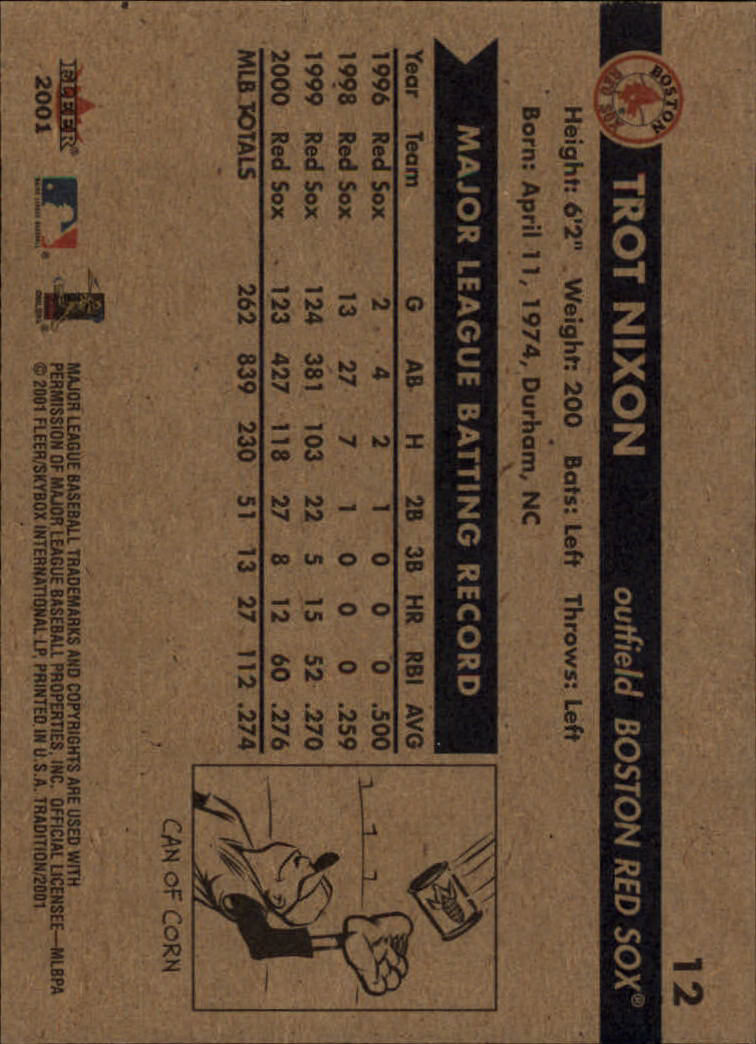 12
BOSTON RED SOX
TROT NIXON outfield BOSTON RED SOX®
Height: 6'2" Weight: 200 Bats: Left Throws: Left
Born: April 11, 1974, Durham, NC
MAJOR LEAGUE BATTING RECORD
Year Team G AB H 2B 3B HR RBI AVG
1996 Red Sox 2 4 2 1 0 0 0 .500
1998 Red Sox 13 27 7 1 0 0 0 .259
1999 Red Sox 124 381 103 22 5 15 52 .270
2000 Red Sox 123 427 118 27 8 12 60 .276
MLB TOTALS 262 839 230 51 13 27 112 .274
CAN OF CORN
FLEER®
2001
MAJOR LEAGUE BASEBALL TRADEMARKS AND COPYRIGHTS ARE USED WITH
PERMISSION OF MAJOR LEAGUE BASEBALL PROPERTIES, INC. OFFICIAL LICENSEE—MLBPA
© 2001 FLEER/SKYBOX INTERNATIONAL LP. PRINTED IN U.S.A. TRADITION/2001